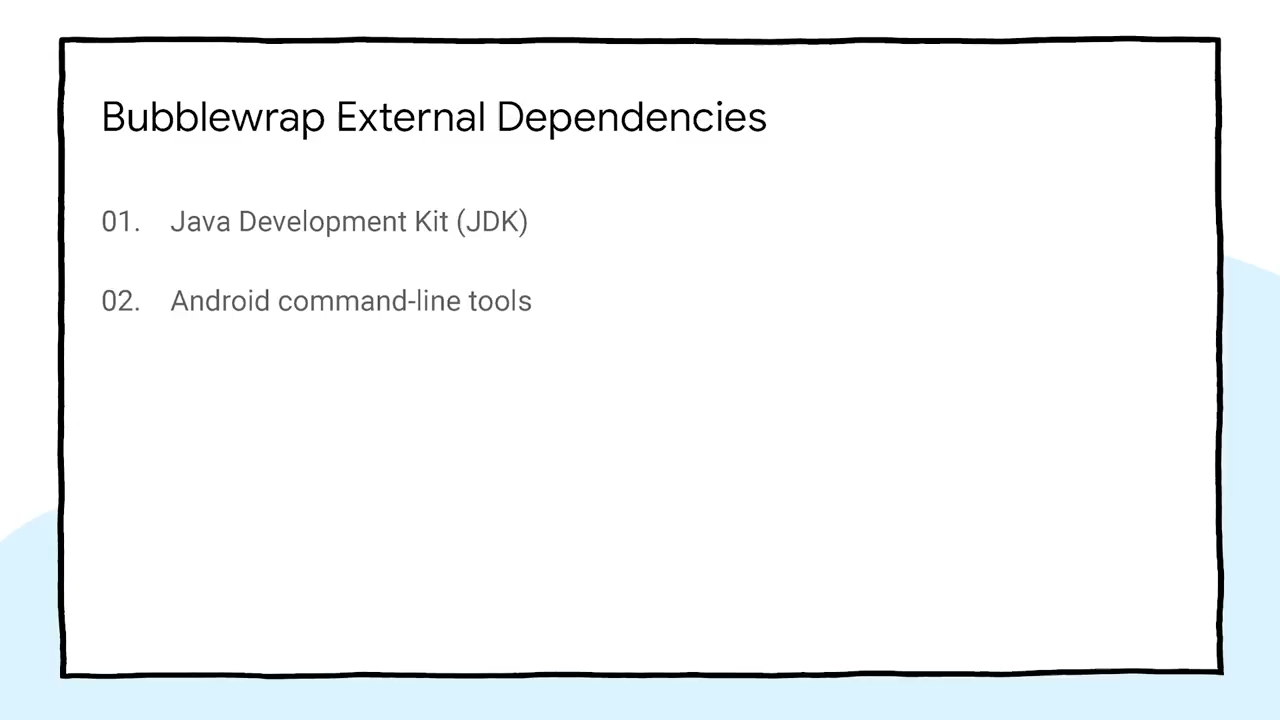 Bubblewrap External Dependencies
01. Java Development Kit (JDK)
02. Android command-line tools